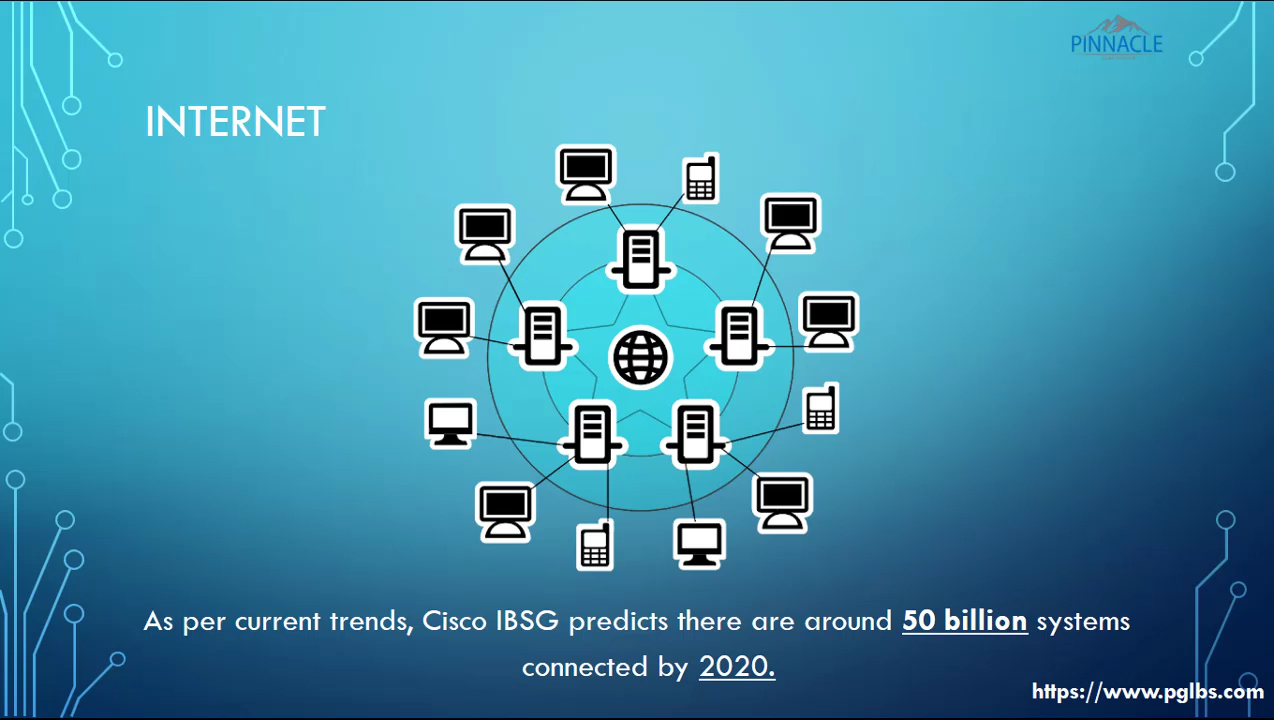 PINNACLE
INTERNET
As per current trends, Cisco IBSG predicts there are around 50 billion systems
connected by 2020.
https://www.pglbs.com